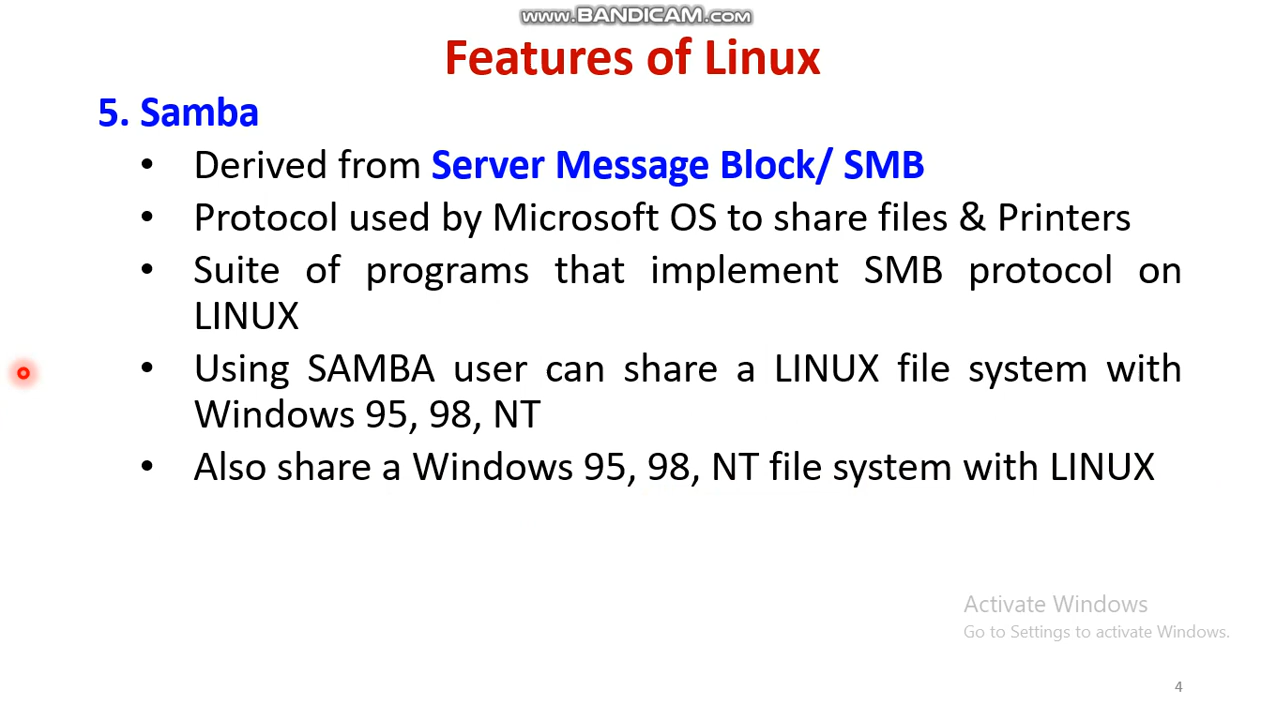 www.BANDICAM.com
Features of Linux
5. Samba
• Derived from Server Message Block/ SMB
• Protocol used by Microsoft OS to share files & Printers
• Suite of programs that implement SMB protocol on
LINUX
• Using SAMBA user can share a LINUX file system with
Windows 95, 98, NT
• Also share a Windows 95, 98, NT file system with LINUX
Activate Windows
Go to Settings to activate Windows.
4